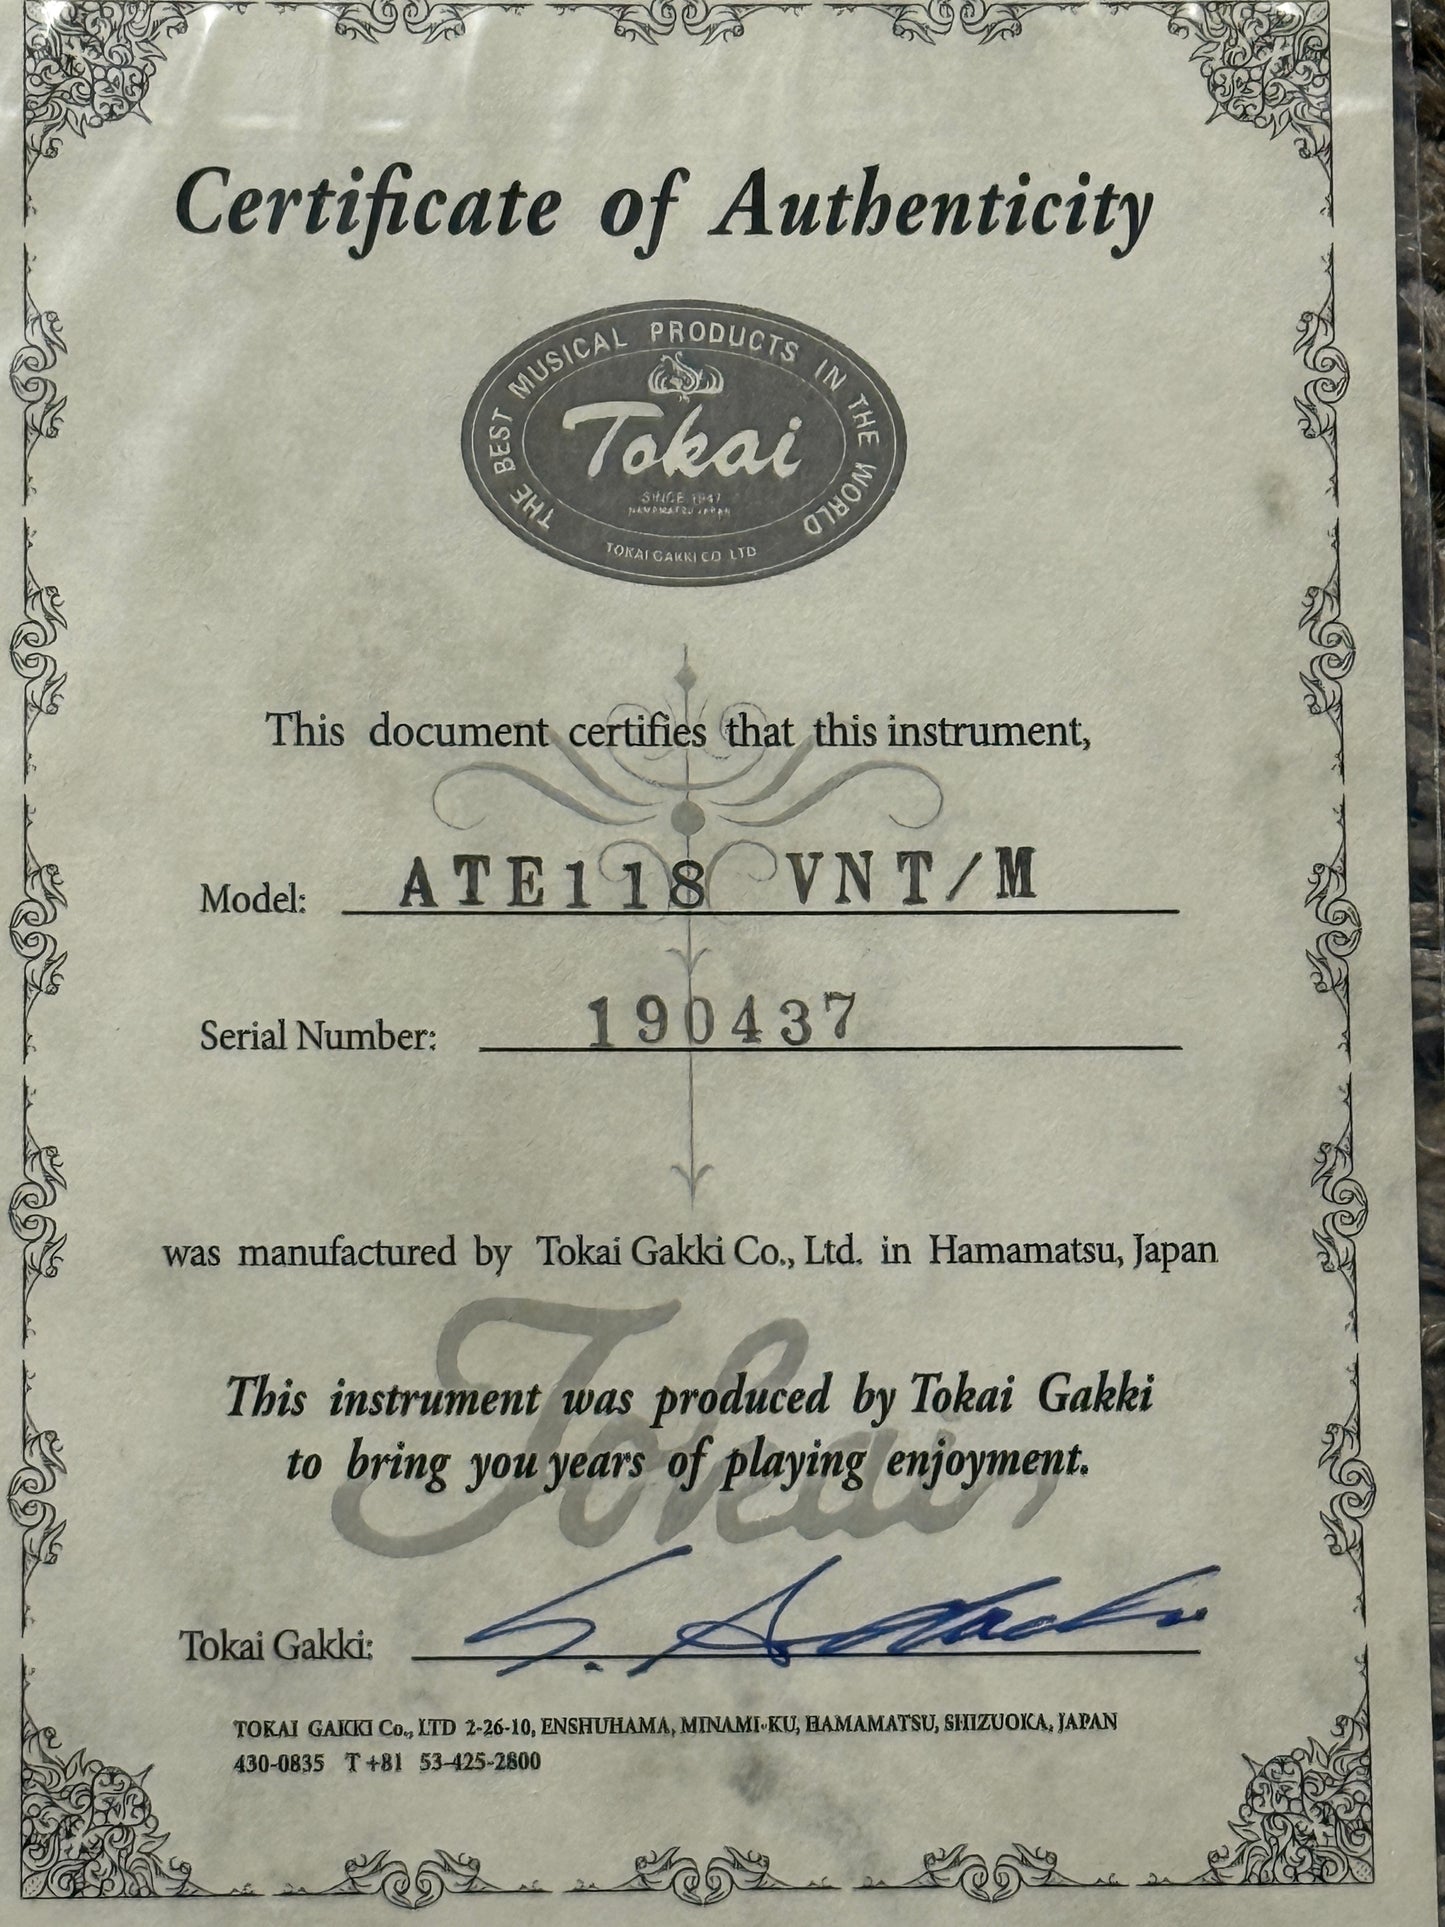 Certificate of Authenticity
THE BEST MUSICAL PRODUCTS IN THE WORLD
Tokai
SINCE 1947
HAMAMATSU JAPAN
TOKAI GAKKI CO LTD
This document certifies that this instrument,
Model: ATE118 VNT/M
Serial Number: 190437
was manufactured by Tokai Gakki Co., Ltd. in Hamamatsu, Japan
Tokai
This instrument was produced by Tokai Gakki
to bring you years of playing enjoyment.
Tokai Gakki:
TOKAI GAKKI Co., LTD 2-26-10, ENSHUHAMA, MINAMI-KU, HAMAMATSU, SHIZUOKA, JAPAN
430-0835 T +81 53-425-2800